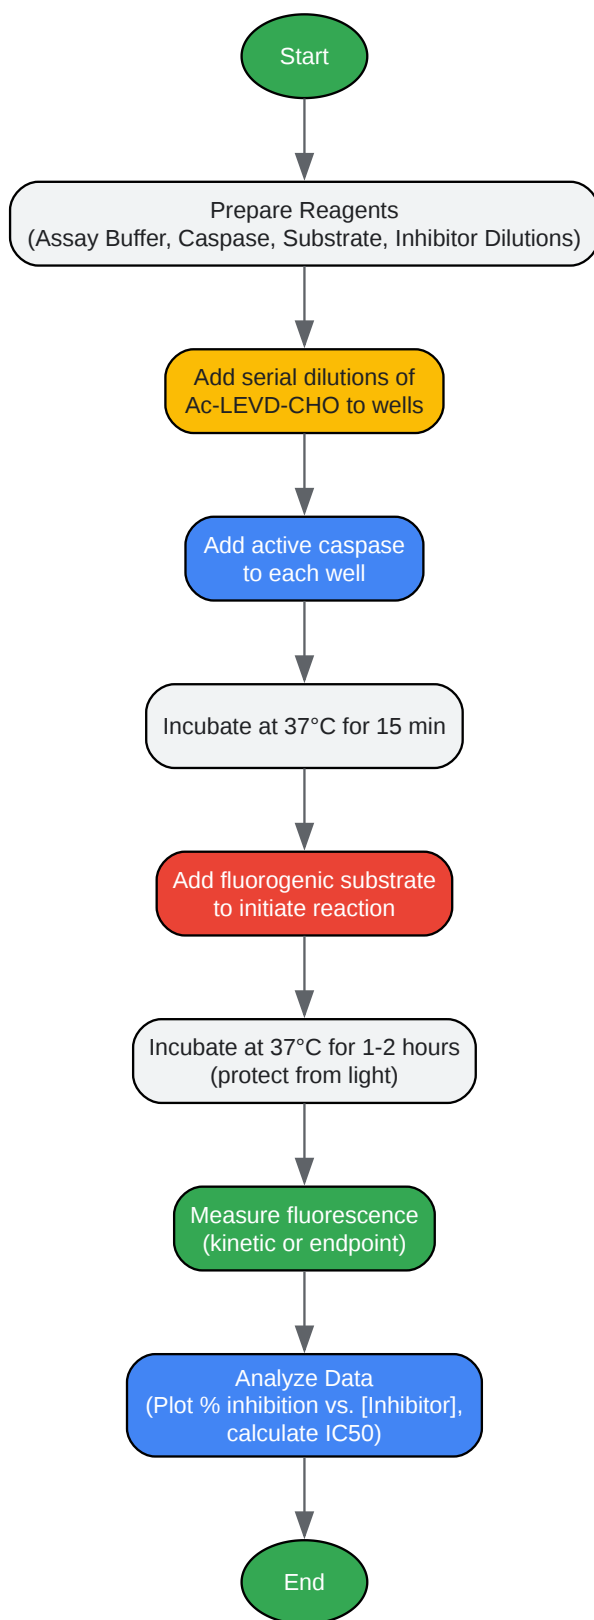 Start
Prepare Reagents
(Assay Buffer, Caspase, Substrate, Inhibitor Dilutions)
Add serial dilutions of
Ac-LEVD-CHO to wells
Add active caspase
to each well
Incubate at 37°C for 15 min
Add fluorogenic substrate
to initiate reaction
Incubate at 37°C for 1-2 hours
(protect from light)
Measure fluorescence
(kinetic or endpoint)
Analyze Data
(Plot % inhibition vs. [Inhibitor],
calculate IC50)
End